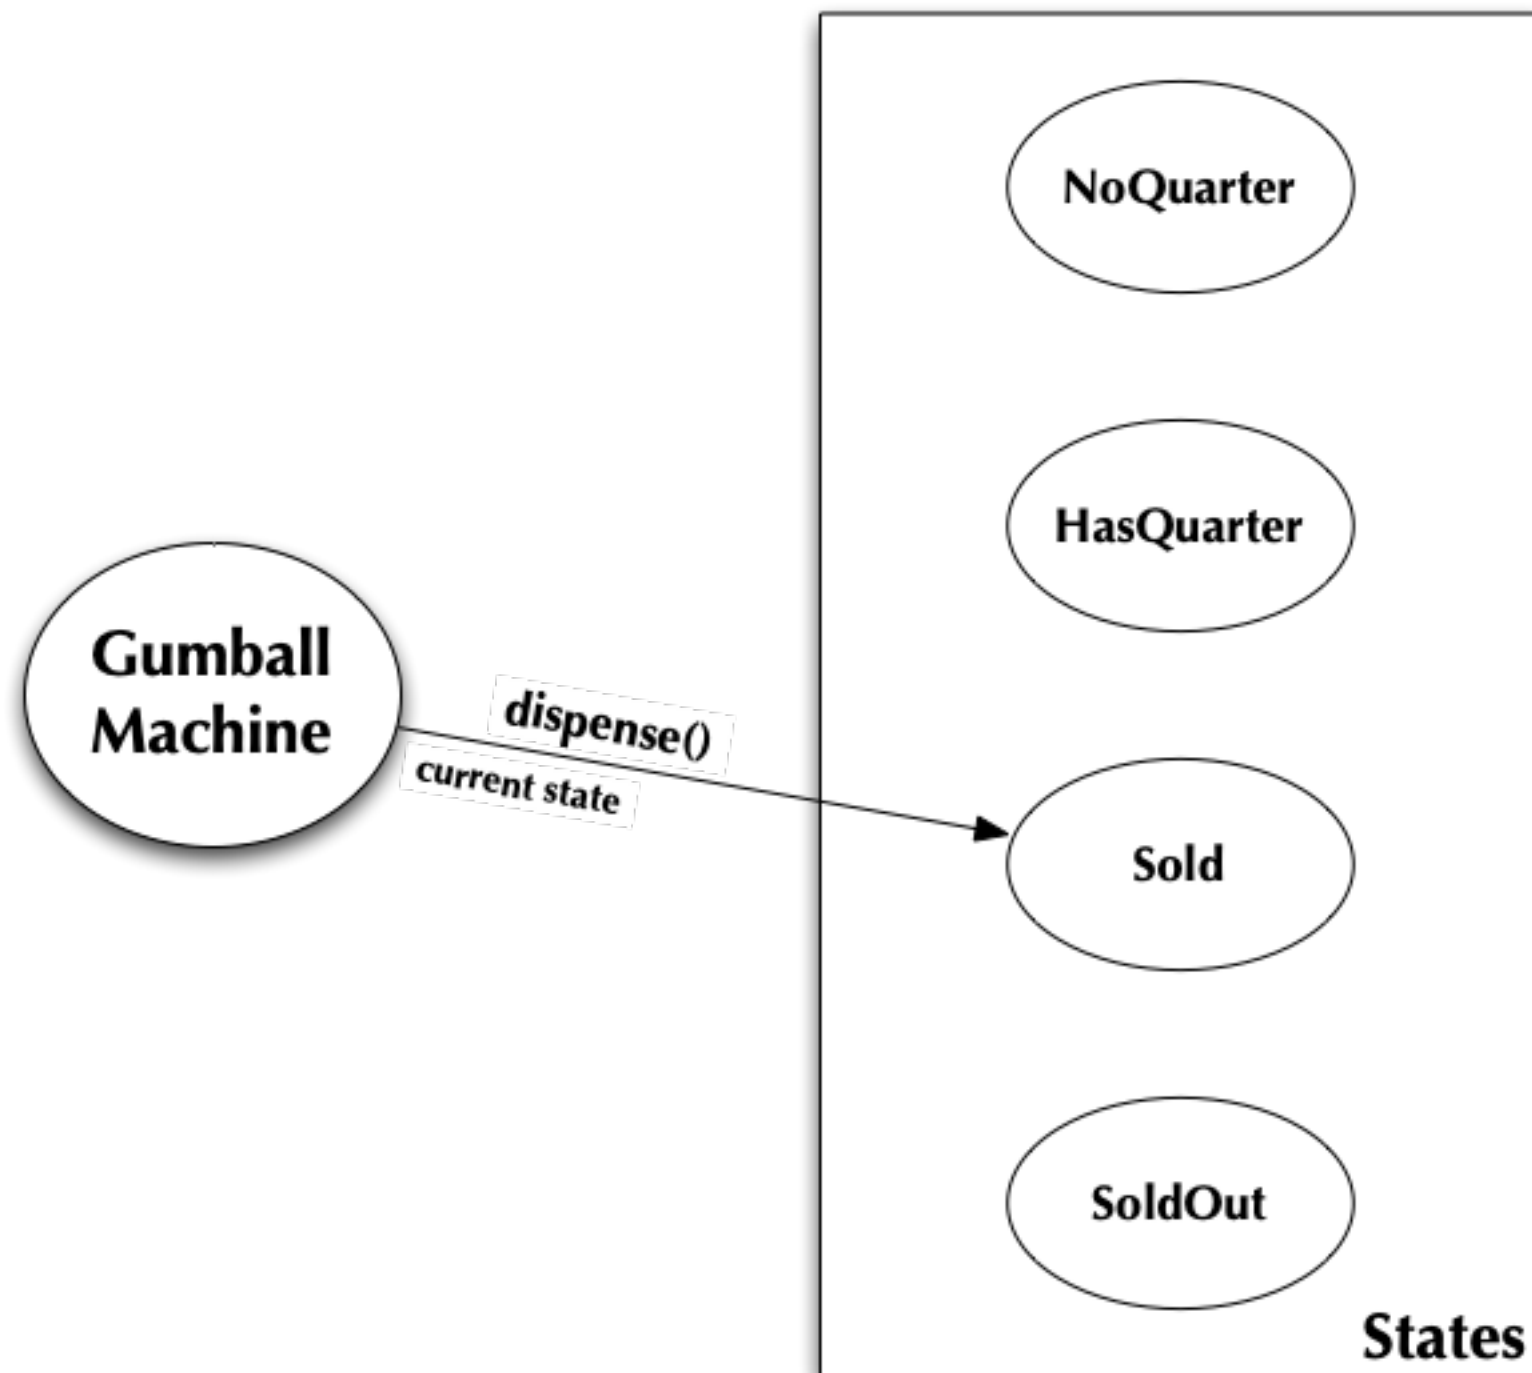 NoQuarter
HasQuarter
Gumball
Machine
dispense()
current state
Sold
SoldOut
States